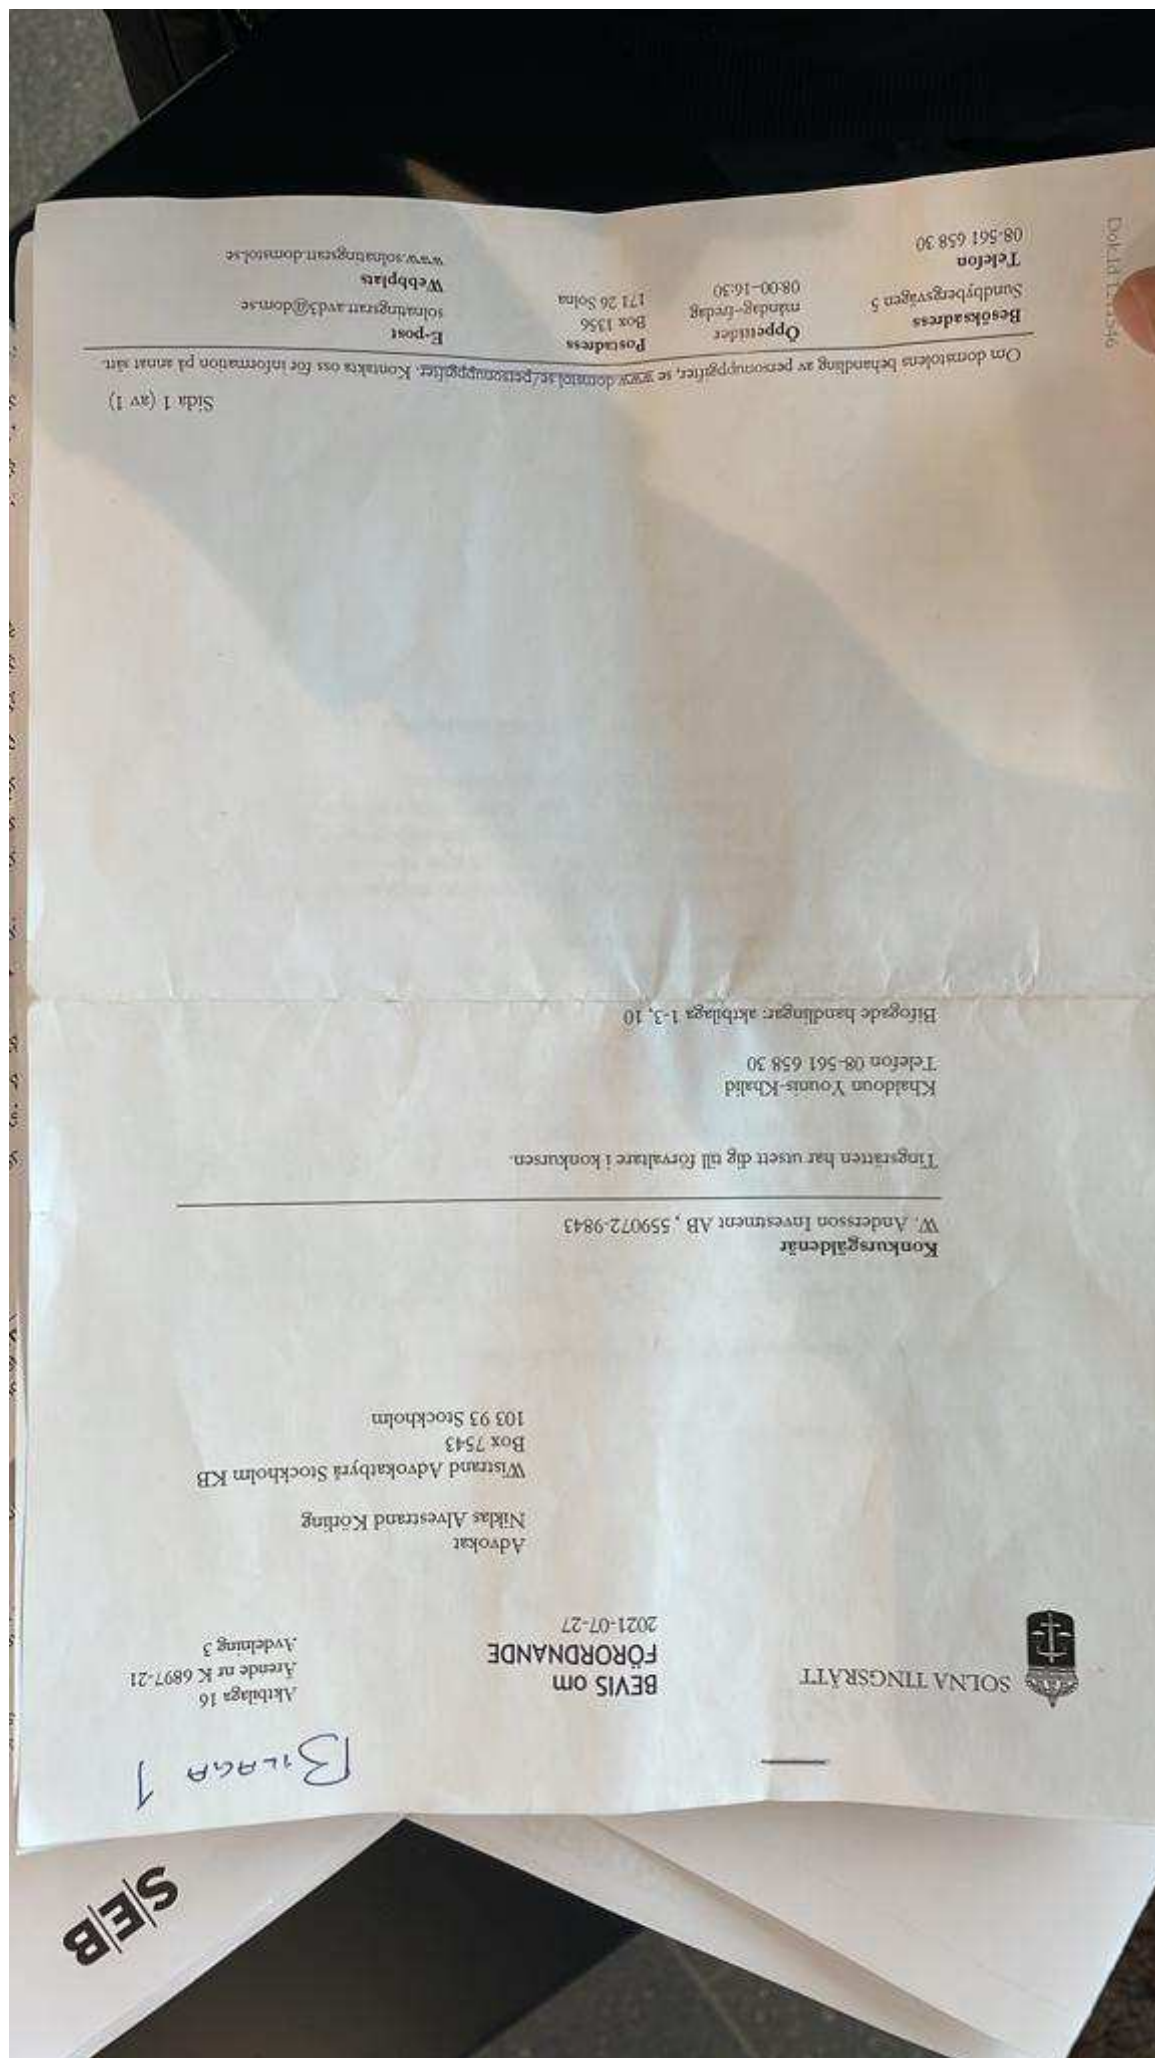 BILAGA 1
SOLNA TINGSRÄTT
BEVIS om
FÖRORDNANDE
2021-07-27
Aktbilaga 16
Ärende nr K 6897-21
Avdelning 3
Advokat
Niklas Alvestrand Körling
Wistrand Advokatbyrå Stockholm KB
Box 7543
103 93 Stockholm
Konkursgäldenär
W. Andersson Investment AB , 559072-9843
Tingsrätten har utsett dig till förvaltare i konkursen.
Khaldoun Younis-Khalid
Telefon 08-561 658 30
Bifogade handlingar: aktbilaga 1-3, 10
Sida 1 (av 1)
Om domstolens behandling av personuppgifter, se www.domstol.se/personuppgifter. Kontakta oss för information på annat sätt.
Besöksadress
Sundbybergsvägen 5
Telefon
08-561 658 30
Öppettider
måndag–fredag
08:00–16:30
Postadress
Box 1356
171 26 Solna
E-post
solnatingsratt.avd3@dom.se
Webbplats
www.solnatingsratt.domstol.se
Dok.Id
SEB